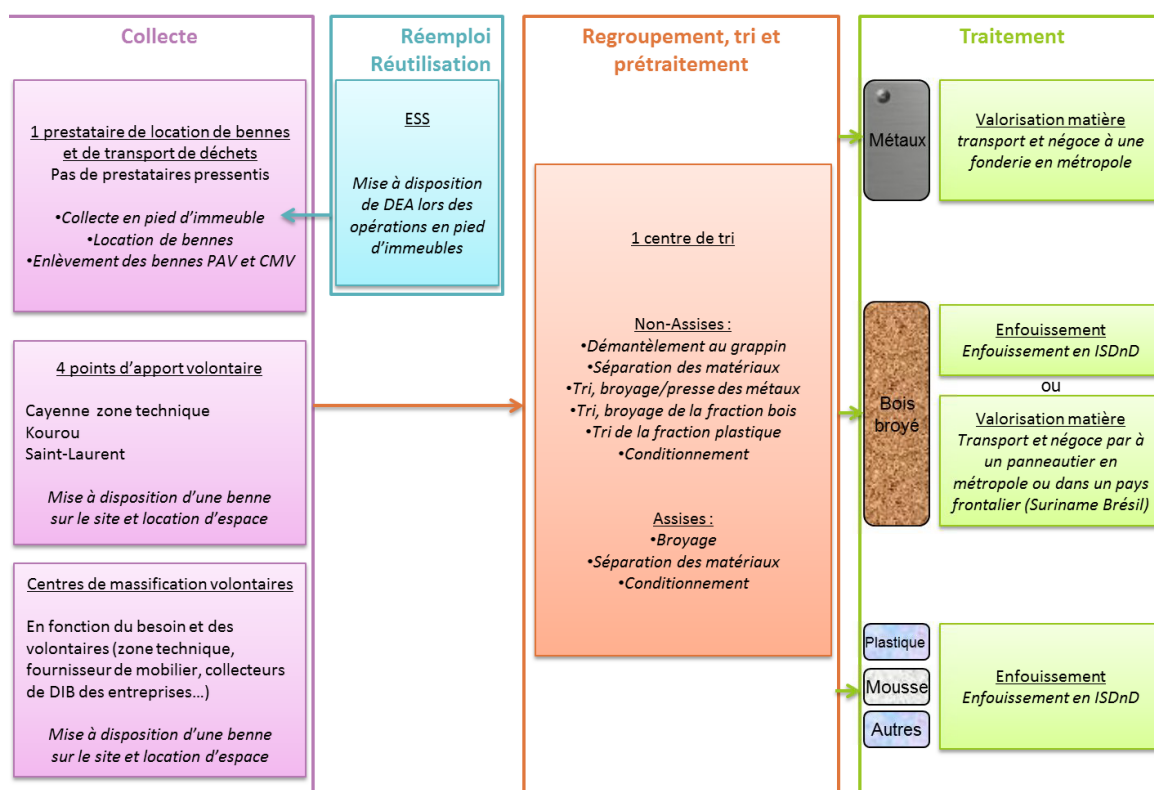 Collecte
1 prestataire de location de bennes
et de transport de déchets
Pas de prestataires pressentis
•Collecte en pied d'immeuble
•Location de bennes
•Enlèvement des bennes PAV et CMV
4 points d'apport volontaire
Cayenne zone technique
Kourou
Saint-Laurent
Mise à disposition d'une benne
sur le site et location d'espace
Centres de massification volontaires
En fonction du besoin et des
volontaires (zone technique,
fournisseur de mobilier, collecteurs
de DIB des entreprises…)
Mise à disposition d'une benne
sur le site et location d'espace
Réemploi
Réutilisation
ESS
Mise à disposition
de DEA lors des
opérations en pied
d'immeubles
Regroupement, tri et
prétraitement
1 centre de tri
Non-Assises :
•Démantèlement au grappin
•Séparation des matériaux
•Tri, broyage/presse des métaux
•Tri, broyage de la fraction bois
•Tri de la fraction plastique
•Conditionnement
Assises :
•Broyage
•Séparation des matériaux
•Conditionnement
Traitement
Métaux
Valorisation matière
transport et négoce à une
fonderie en métropole
Bois
broyé
Enfouissement
Enfouissement en ISDnD
ou
Valorisation matière
Transport et négoce par à
un panneautier en
métropole ou dans un pays
frontalier (Suriname Brésil)
Plastique
Mousse
Autres
Enfouissement
Enfouissement en ISDnD